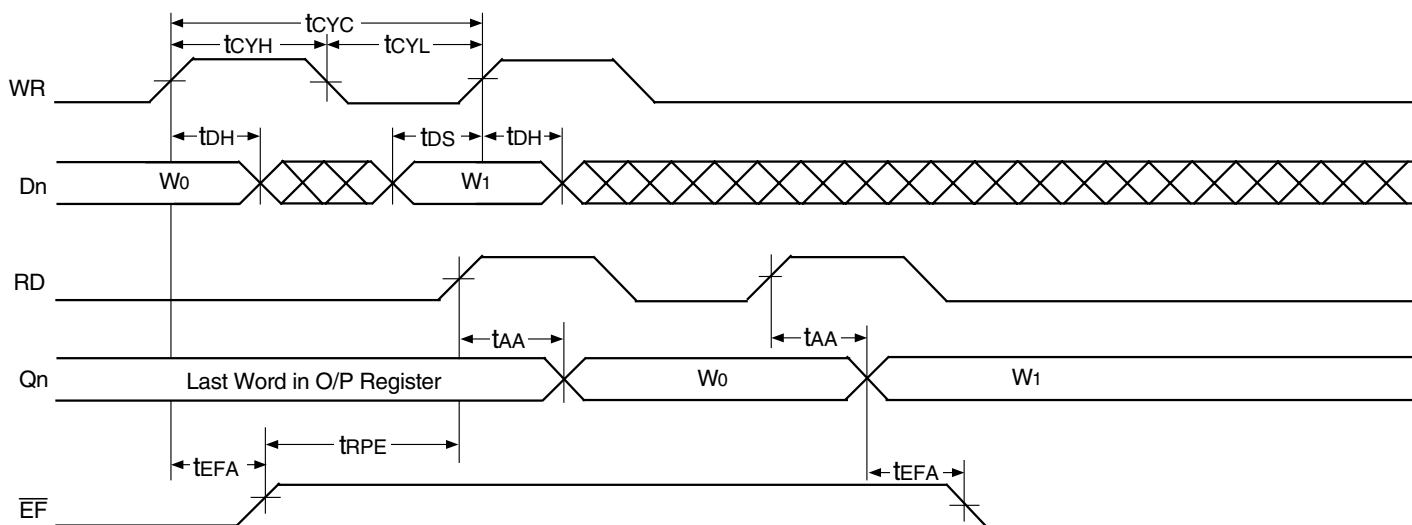 tCYC
tCYH
tCYL
WR
tDH
tDS
tDH
Dn
W0
W1
RD
tAA
tAA
Qn
Last Word in O/P Register
W0
W1
tRPE
tEFA
tEFA
EF